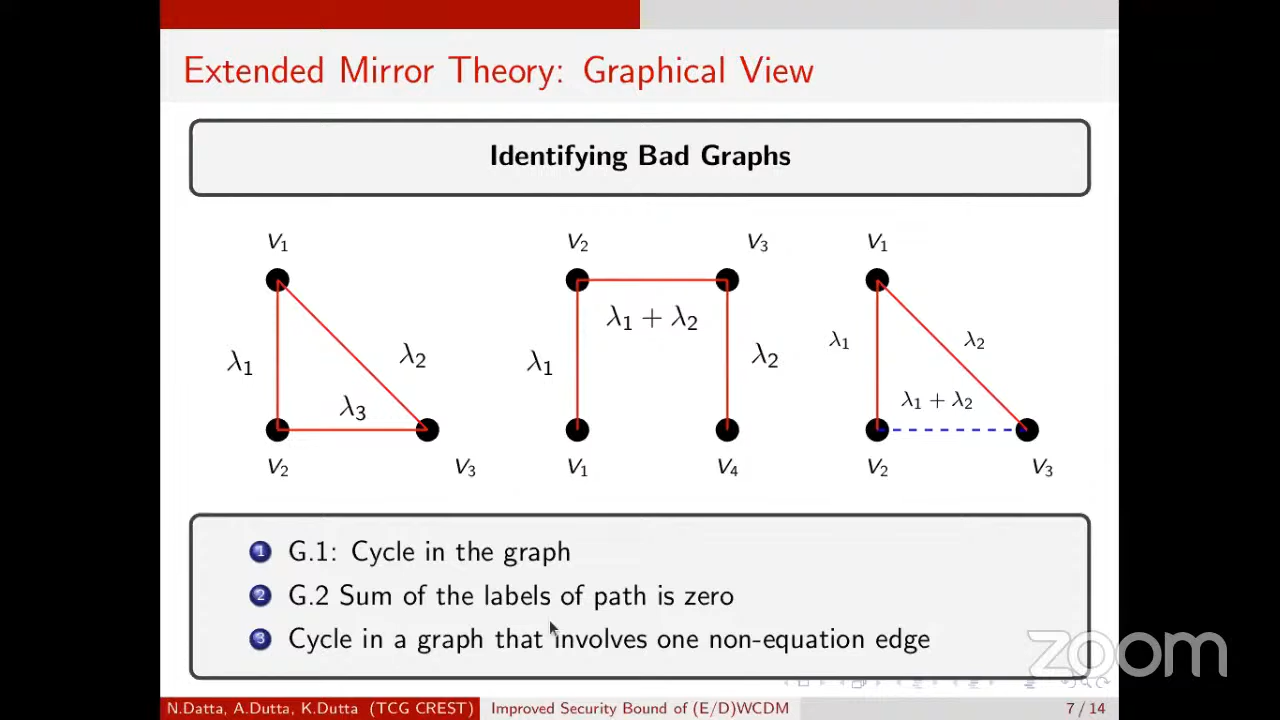 Extended Mirror Theory: Graphical View
Identifying Bad Graphs
V₁
λ₁
λ₂
λ₃
V₂
V₃
V₂
V₃
λ₁ + λ₂
λ₁
λ₂
V₁
V₄
V₁
λ₁
λ₂
λ₁ + λ₂
V₂
V₃
1 G.1: Cycle in the graph
2 G.2 Sum of the labels of path is zero
3 Cycle in a graph that involves one non-equation edge
zoom
N.Datta, A.Dutta, K.Dutta (TCG CREST) Improved Security Bound of (E/D)WCDM 7 / 14